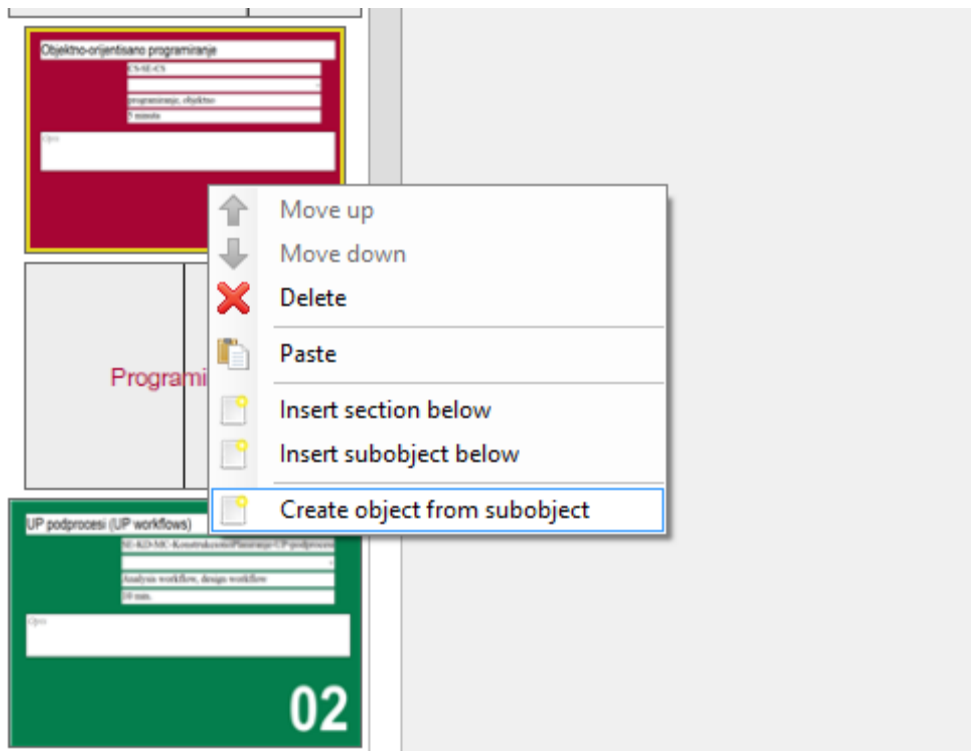 Objektno-orijentisano programiranje
CS-SE-CS
programiranje, objektno
5 minuta
Opis
Move up
Move down
Delete
Paste
Programi
Insert section below
Insert subobject below
Create object from subobject
UP podprocesi (UP workflows)
Analysis workflow, design workflow
10 min.
Opis
02